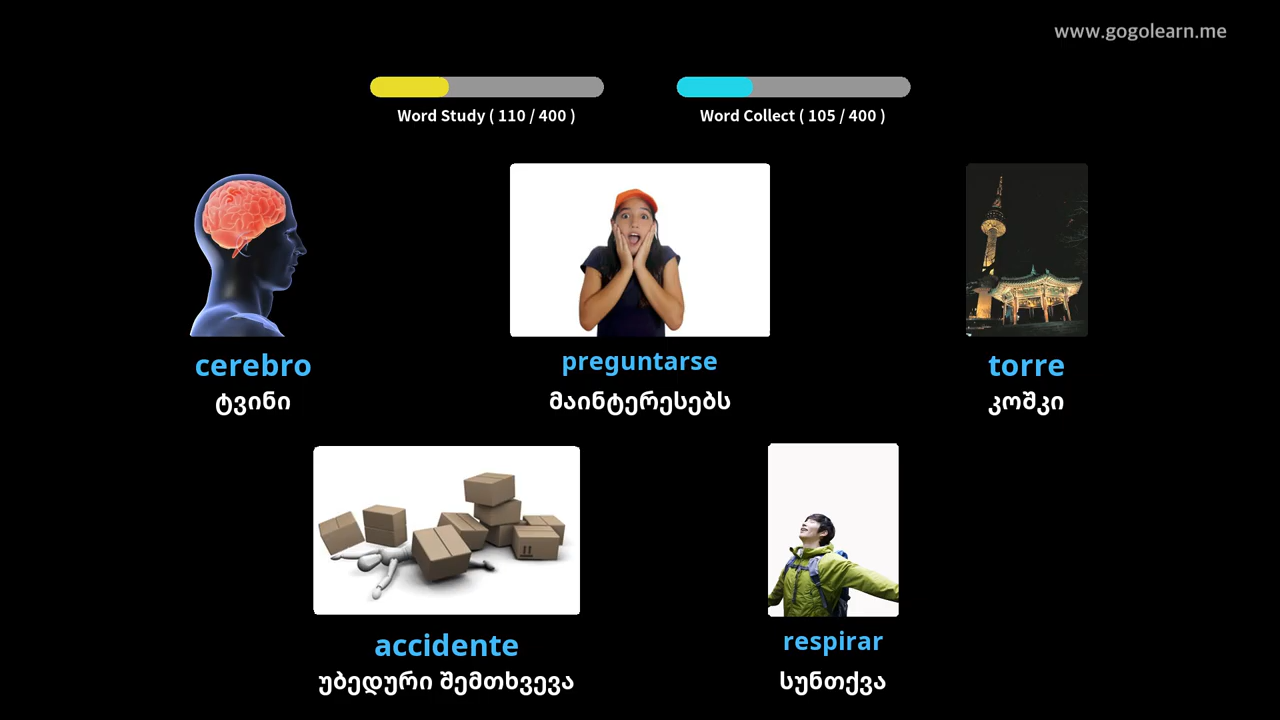 www.gogolearn.me
Word Study ( 110 / 400 )
Word Collect ( 105 / 400 )
cerebro
ტვინი
preguntarse
მაინტერესებს
torre
კოშკი
accidente
უბედური შემთხვევა
respirar
სუნთქვა